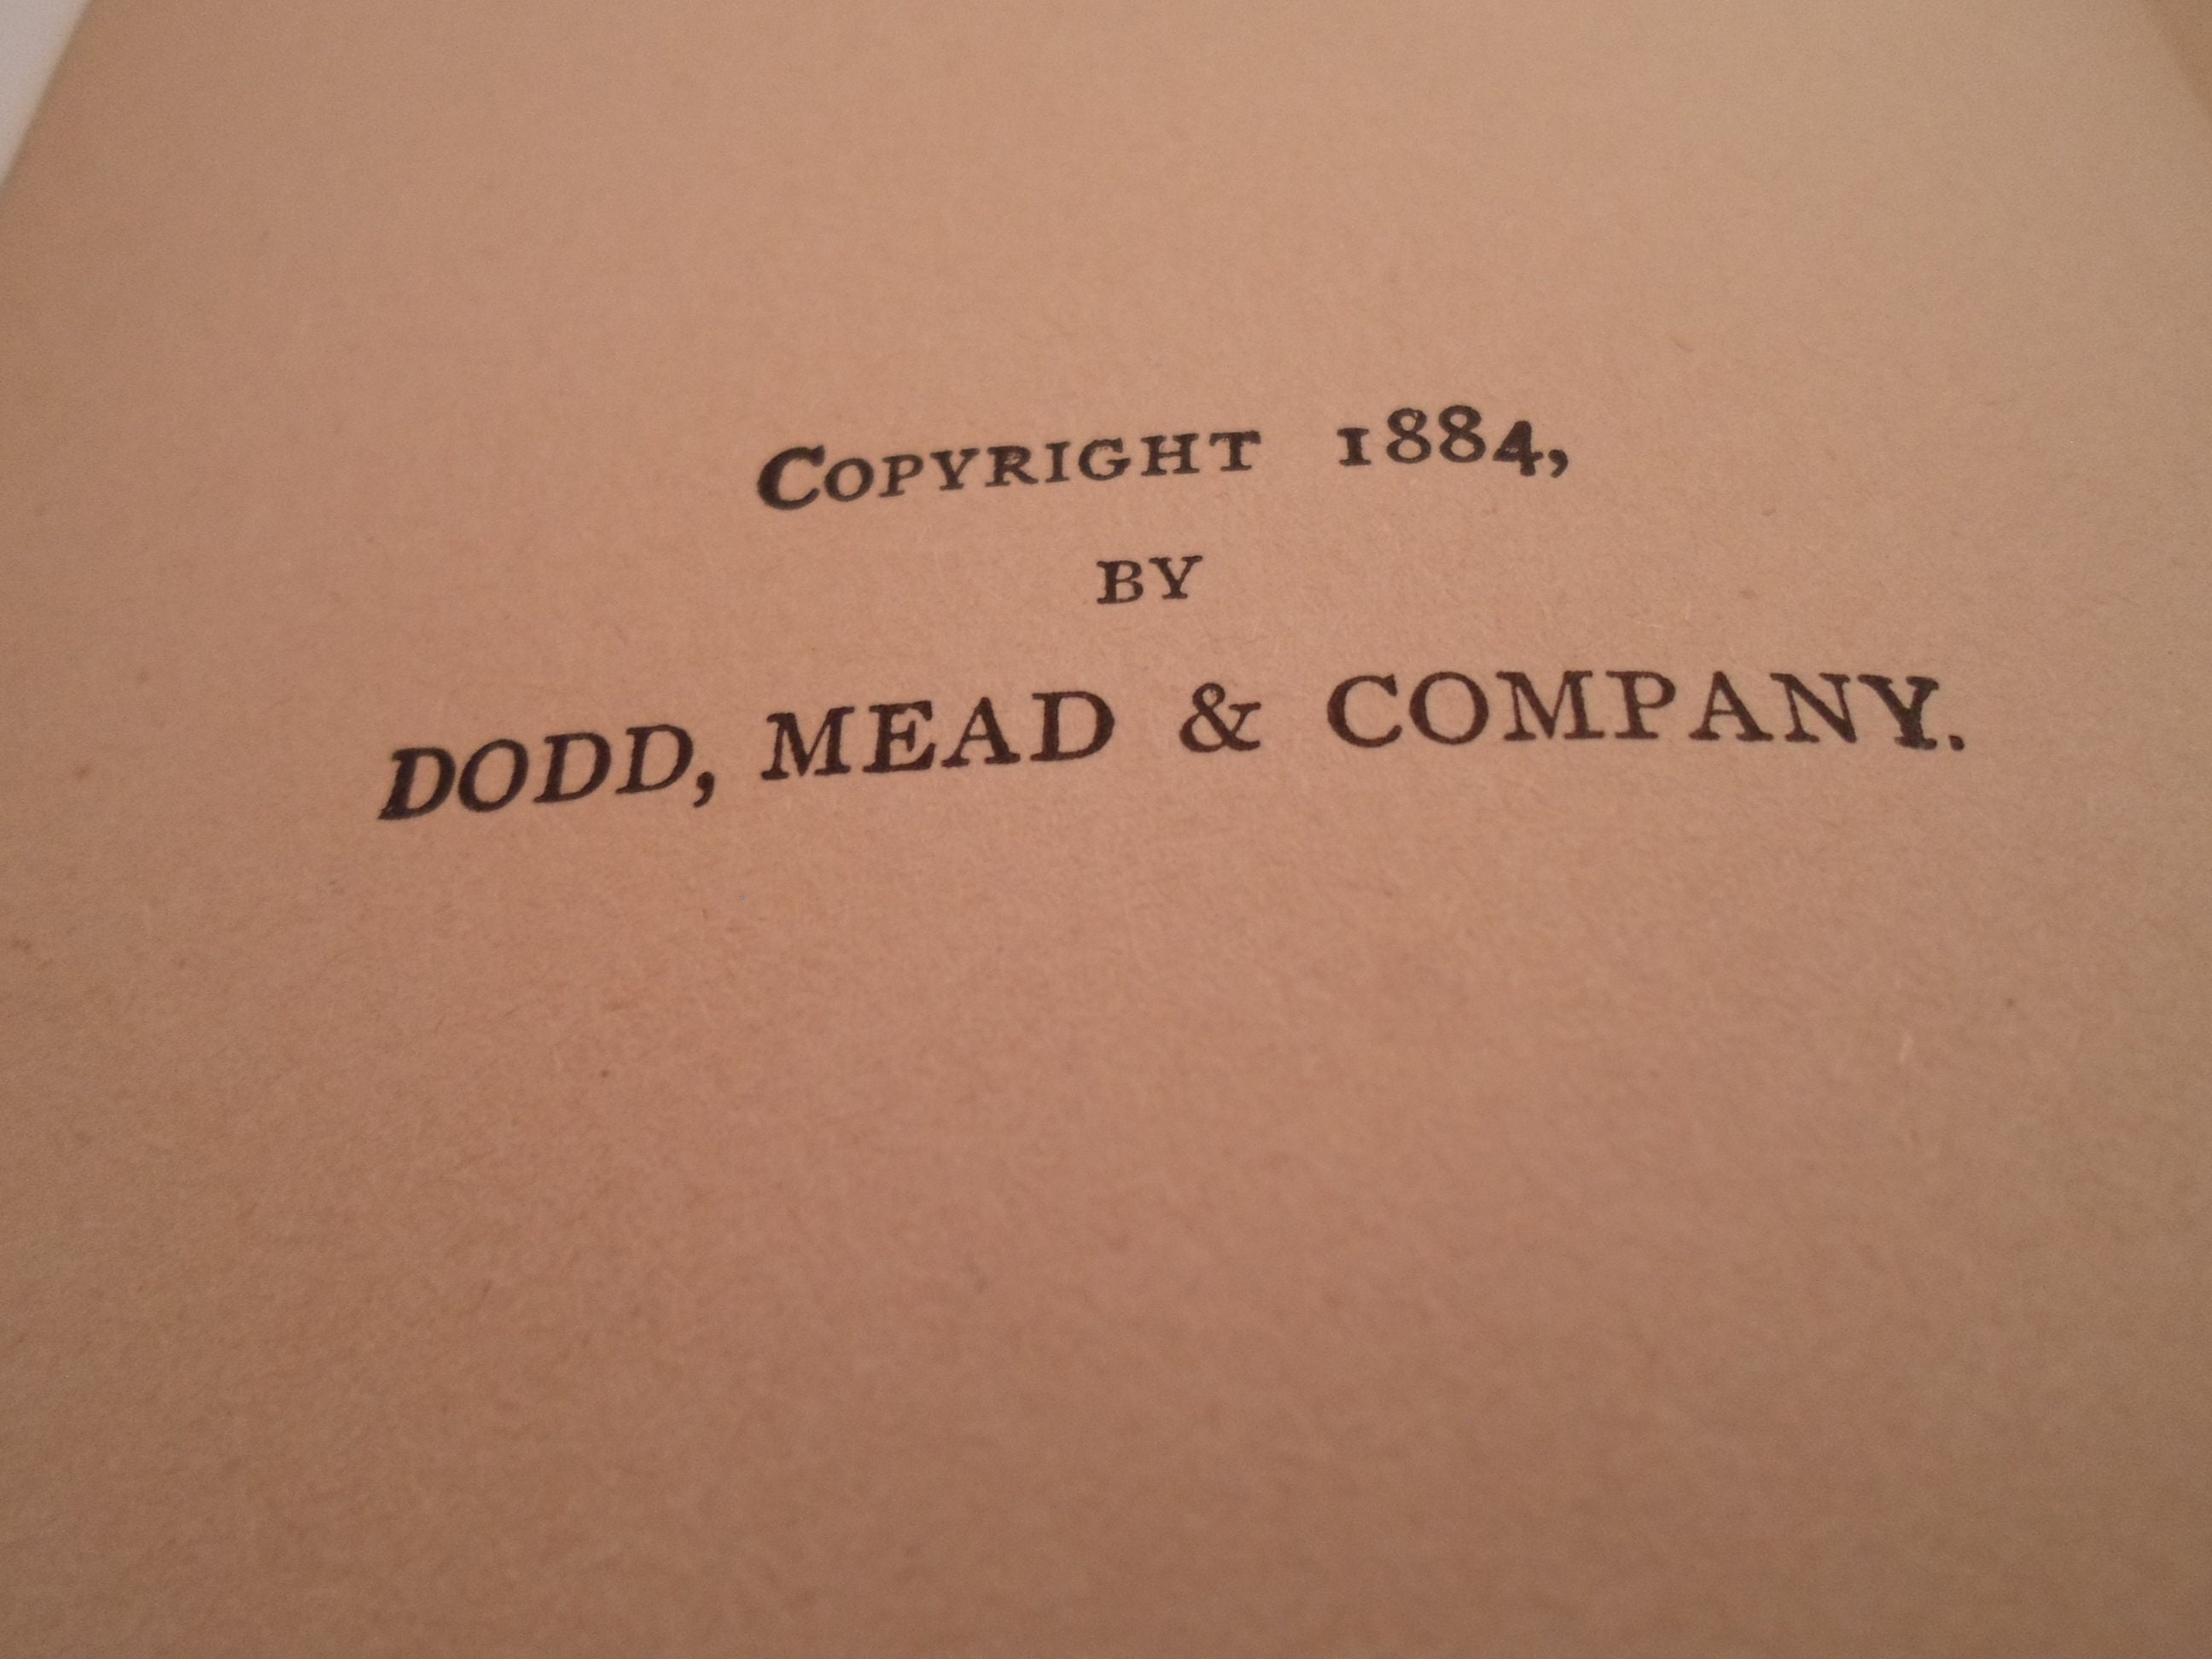 Copyright 1884,
BY
DODD, MEAD & COMPANY.